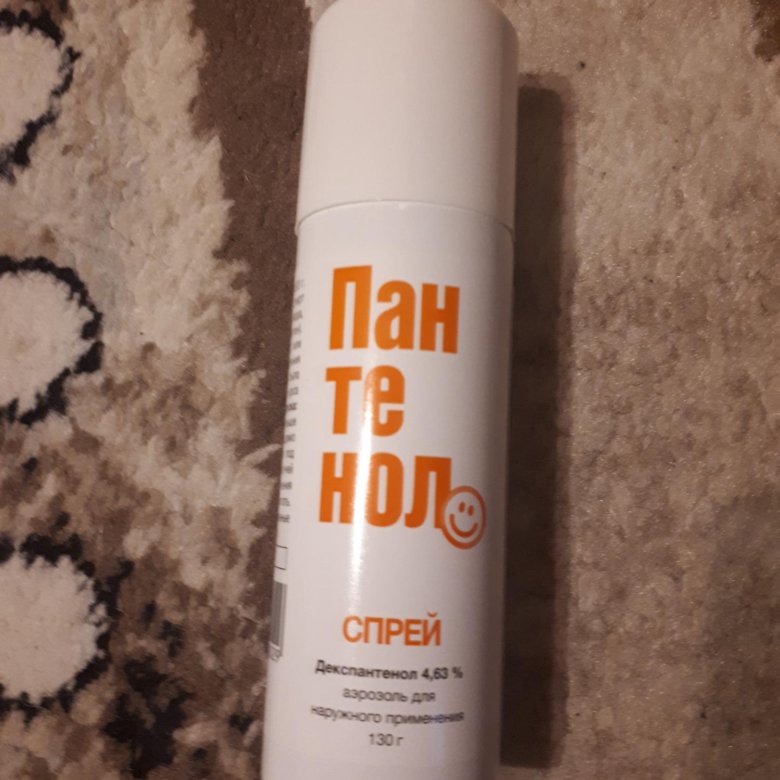 Пан
те
нол
СПРЕЙ
Декспантенол 4,63 %
аэрозоль для
наружного применения
130 г